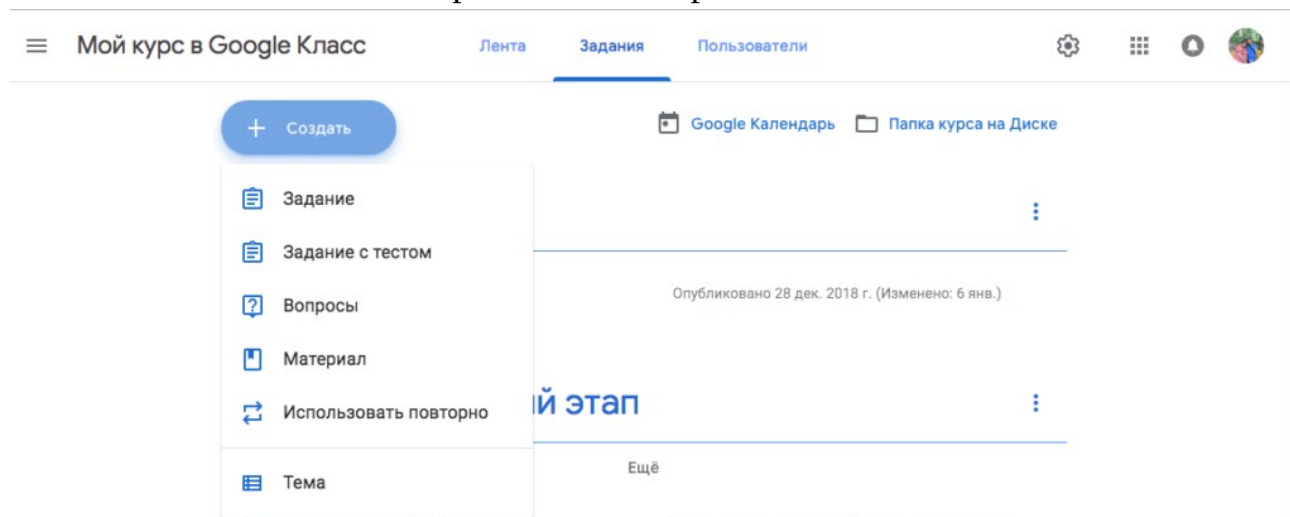 Мой курс в Google Класс Лента Задания Пользователи
Создать Google Календарь Папка курса на Диске
Задание
Задание с тестом
Опубликовано 28 дек. 2018 г. (Изменено: 6 янв.)
Вопросы
Материал
Использовать повторно й этап
Ещё
Тема